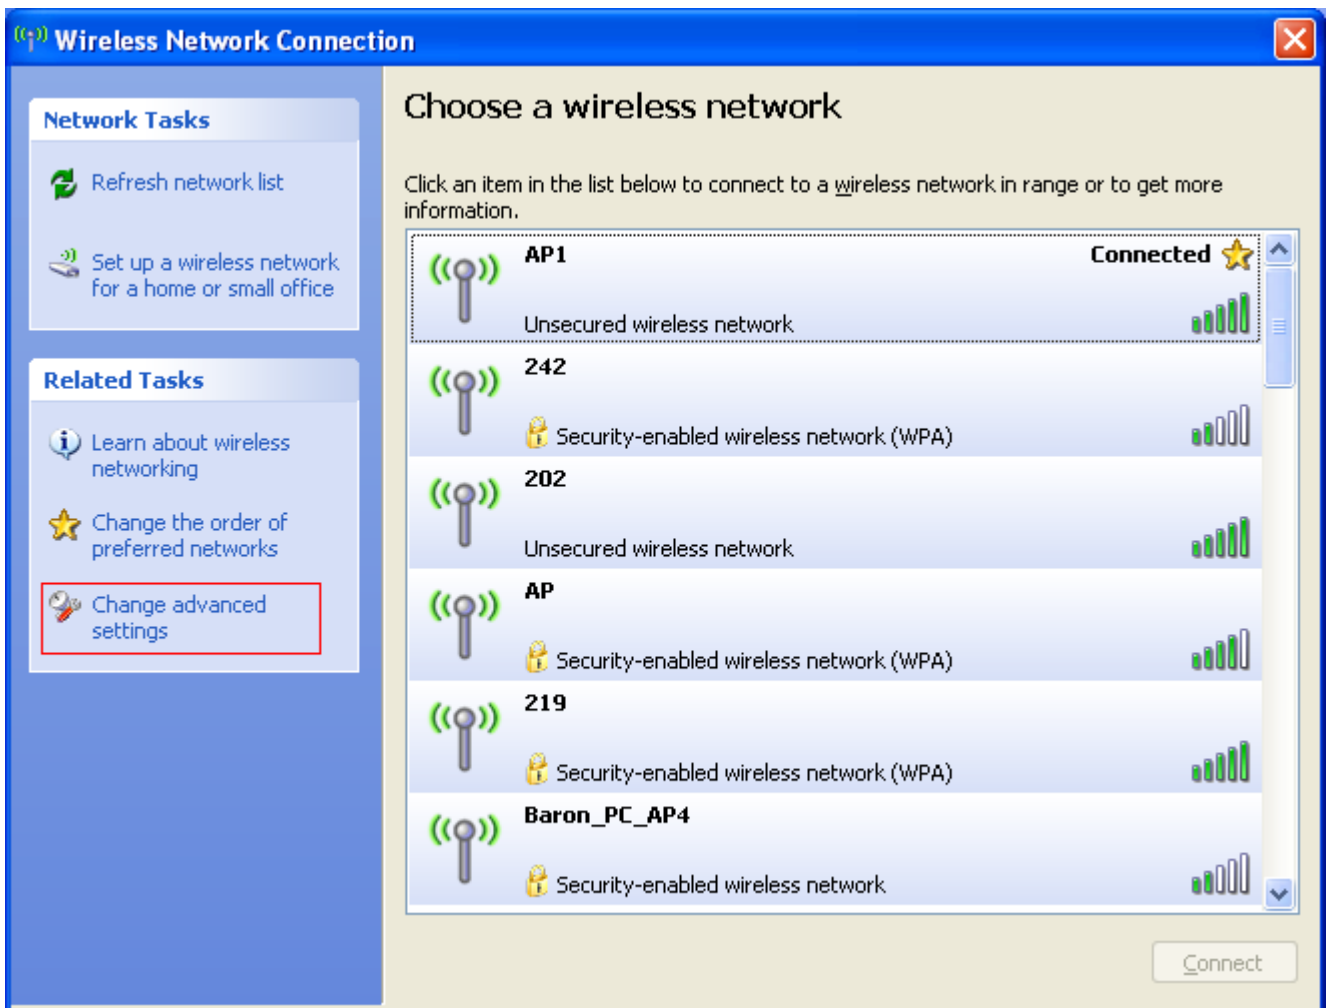 Wireless Network Connection
Network Tasks
Refresh network list
Set up a wireless network
for a home or small office
Related Tasks
Learn about wireless
networking
Change the order of
preferred networks
Change advanced
settings
Choose a wireless network
Click an item in the list below to connect to a wireless network in range or to get more
information.
AP1 Connected
Unsecured wireless network
242
Security-enabled wireless network (WPA)
202
Unsecured wireless network
AP
Security-enabled wireless network (WPA)
219
Security-enabled wireless network (WPA)
Baron_PC_AP4
Security-enabled wireless network
Connect